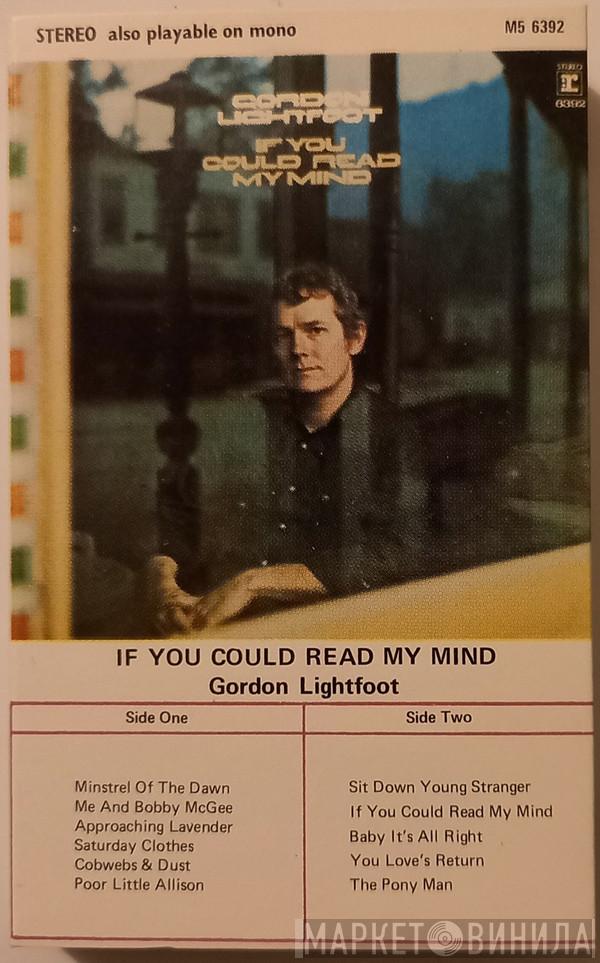 STEREO also playable on mono
M5 6392
STEREO
r
6392
GORDON
LIGHTFOOT
IF YOU
COULD READ
MY MIND
IF YOU COULD READ MY MIND
Gordon Lightfoot
Side One
Side Two
Minstrel Of The Dawn
Me And Bobby McGee
Approaching Lavender
Saturday Clothes
Cobwebs & Dust
Poor Little Allison
Sit Down Young Stranger
If You Could Read My Mind
Baby It's All Right
You Love's Return
The Pony Man
МАРКЕТ ВИНИЛА